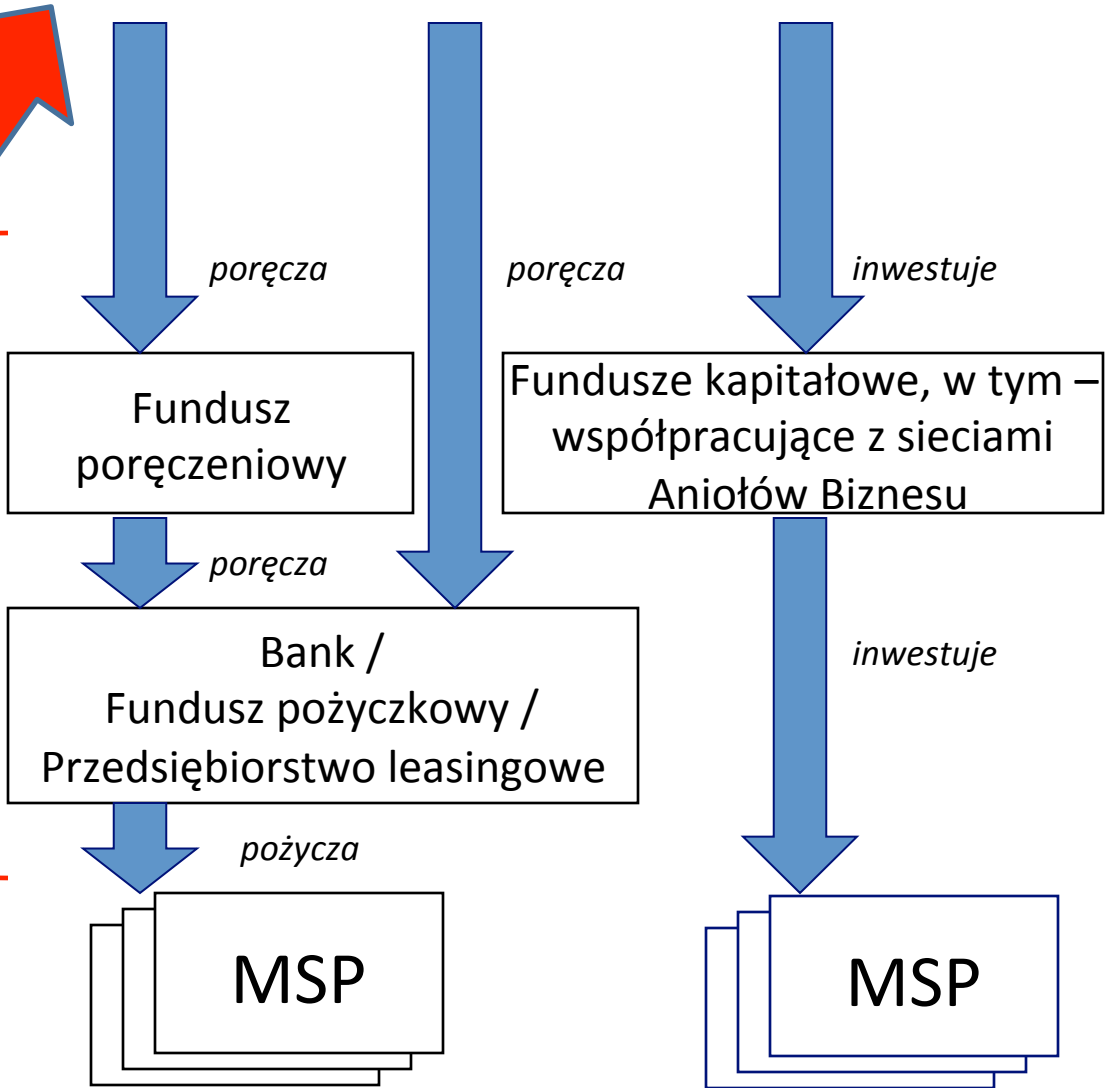 poręcza
poręcza
inwestuje
Fundusz
poręczeniowy
Fundusze kapitałowe, w tym –
współpracujące z sieciami
Aniołów Biznesu
poręcza
Bank /
Fundusz pożyczkowy /
Przedsiębiorstwo leasingowe
inwestuje
pożycza
MSP
MSP